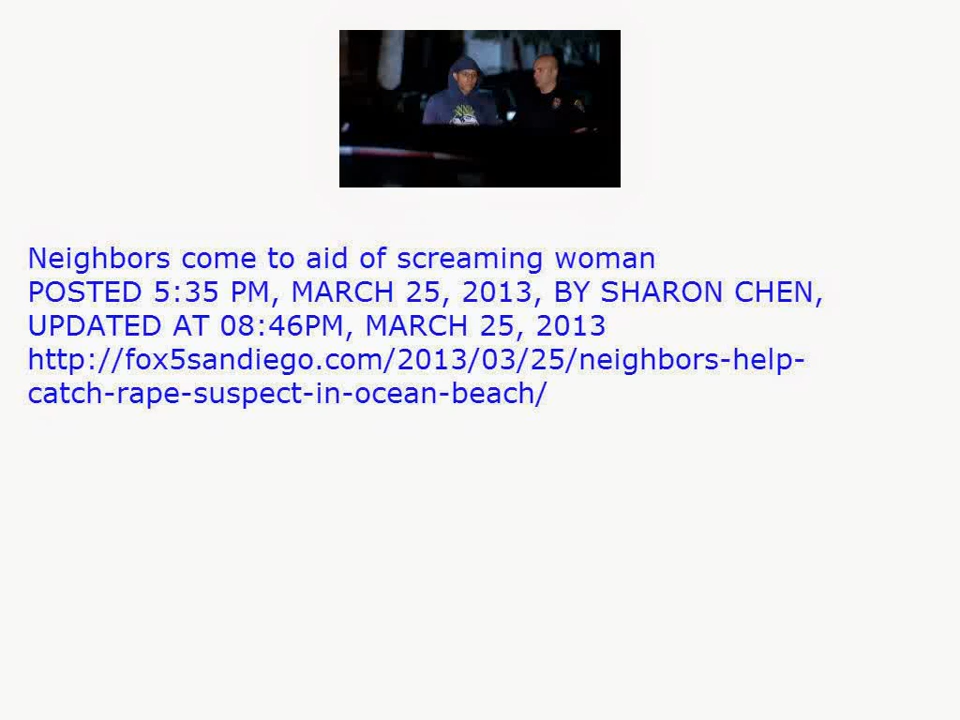 Neighbors come to aid of screaming woman
POSTED 5:35 PM, MARCH 25, 2013, BY SHARON CHEN,
UPDATED AT 08:46PM, MARCH 25, 2013
http://fox5sandiego.com/2013/03/25/neighbors-help-
catch-rape-suspect-in-ocean-beach/